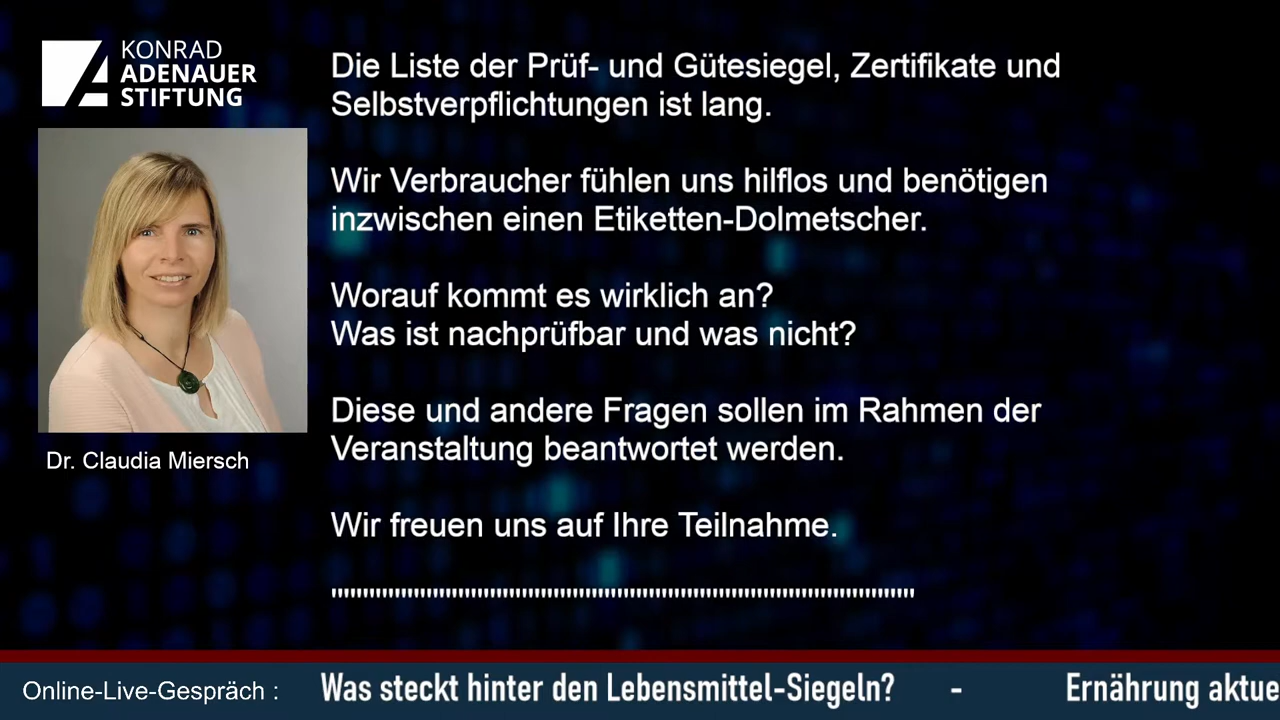 KONRAD
ADENAUER
STIFTUNG
Die Liste der Prüf- und Gütesiegel, Zertifikate und
Selbstverpflichtungen ist lang.
Wir Verbraucher fühlen uns hilflos und benötigen
inzwischen einen Etiketten-Dolmetscher.
Worauf kommt es wirklich an?
Was ist nachprüfbar und was nicht?
Diese und andere Fragen sollen im Rahmen der
Veranstaltung beantwortet werden.
Wir freuen uns auf Ihre Teilnahme.
Dr. Claudia Miersch
Online-Live-Gespräch : Was steckt hinter den Lebensmittel-Siegeln? - Ernährung aktue